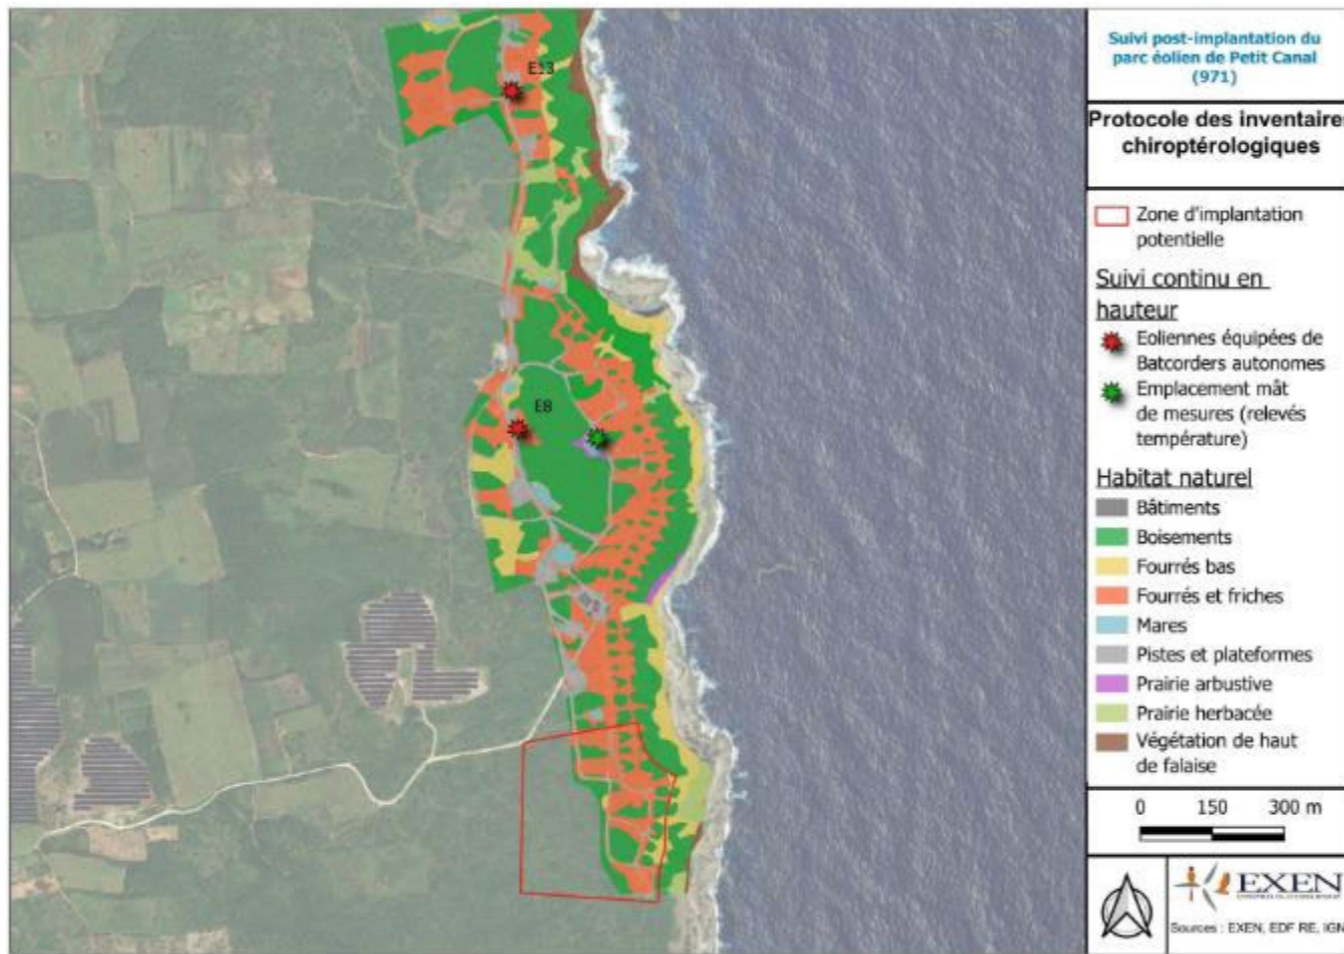 E13
E8
Suivi post-implantation du
parc éolien de Petit Canal
(971)
Protocole des inventaires
chiroptérologiques
Zone d'implantation
potentielle
Suivi continu en
hauteur
Eoliennes équipées de
Batcorders autonomes
Emplacement mât
de mesures (relevés
température)
Habitat naturel
Bâtiments
Boisements
Fourrés bas
Fourrés et friches
Mares
Pistes et plateformes
Prairie arbustive
Prairie herbacée
Végétation de haut
de falaise
0 150 300 m
EXEN
Sources : EXEN, EDF RE, IGN